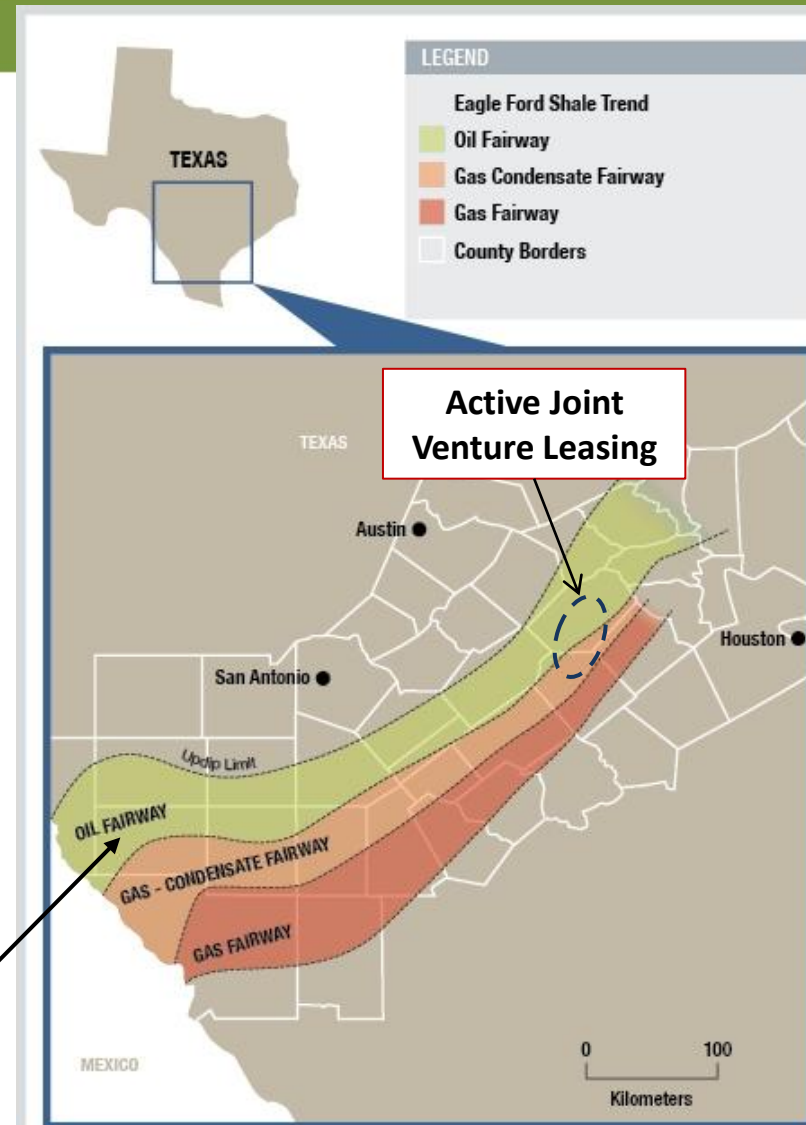 TEXAS
LEGEND
Eagle Ford Shale Trend
Oil Fairway
Gas Condensate Fairway
Gas Fairway
County Borders
Active Joint
Venture Leasing
TEXAS
Austin
Houston
San Antonio
Updip Limit
OIL FAIRWAY
GAS - CONDENSATE FAIRWAY
GAS FAIRWAY
MEXICO
0 100
Kilometers